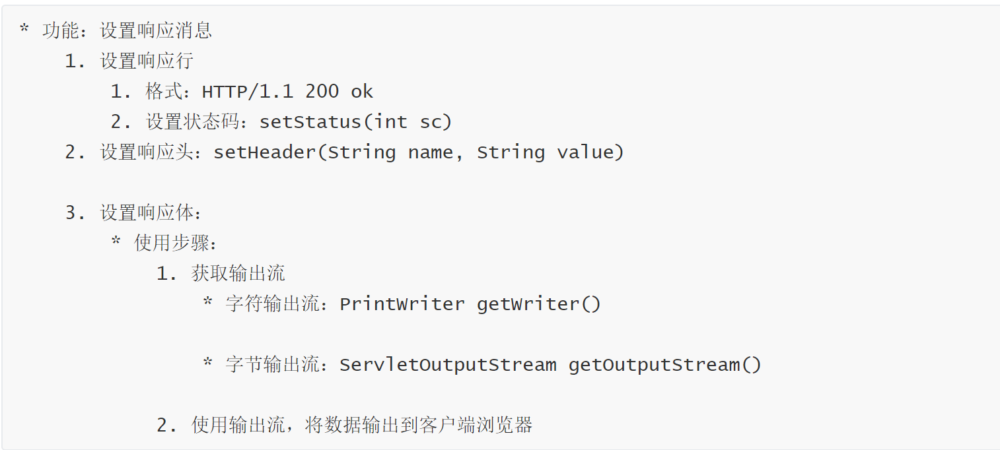 * 功能：设置响应消息
1. 设置响应行
1. 格式：HTTP/1.1 200 ok
2. 设置状态码：setStatus(int sc)
2. 设置响应头：setHeader(String name, String value)
3. 设置响应体：
* 使用步骤：
1. 获取输出流
* 字符输出流：PrintWriter getWriter()
* 字节输出流：ServletOutputStream getOutputStream()
2. 使用输出流，将数据输出到客户端浏览器